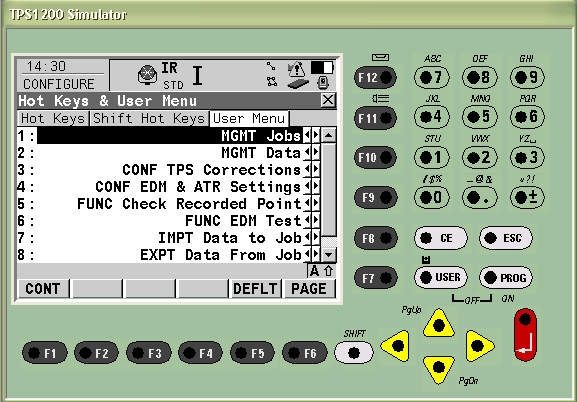 TPS1200 Simulator
14:30
IR
STD
I
CONFIGURE
Hot Keys & User Menu
Hot Keys Shift Hot Keys User Menu
1: MGMT Jobs
2: MGMT Data
3: CONF TPS Corrections
4: CONF EDM & ATR Settings
5: FUNC Check Recorded Point
6: FUNC EDM Test
7: IMPT Data to Job
8: EXPT Data From Job
A
CONT DEFLT PAGE
ABC DEF GHI
F12 7 8 9
JKL MNO PQR
F11 4 5 6
STU VWX YZ
F10 1 2 3
/$% _@& "?!
F9 0 . ±
F8 CE ESC
F7 USER PROG
OFF ON
PgUp
SHIFT
F1 F2 F3 F4 F5 F6
PgDn